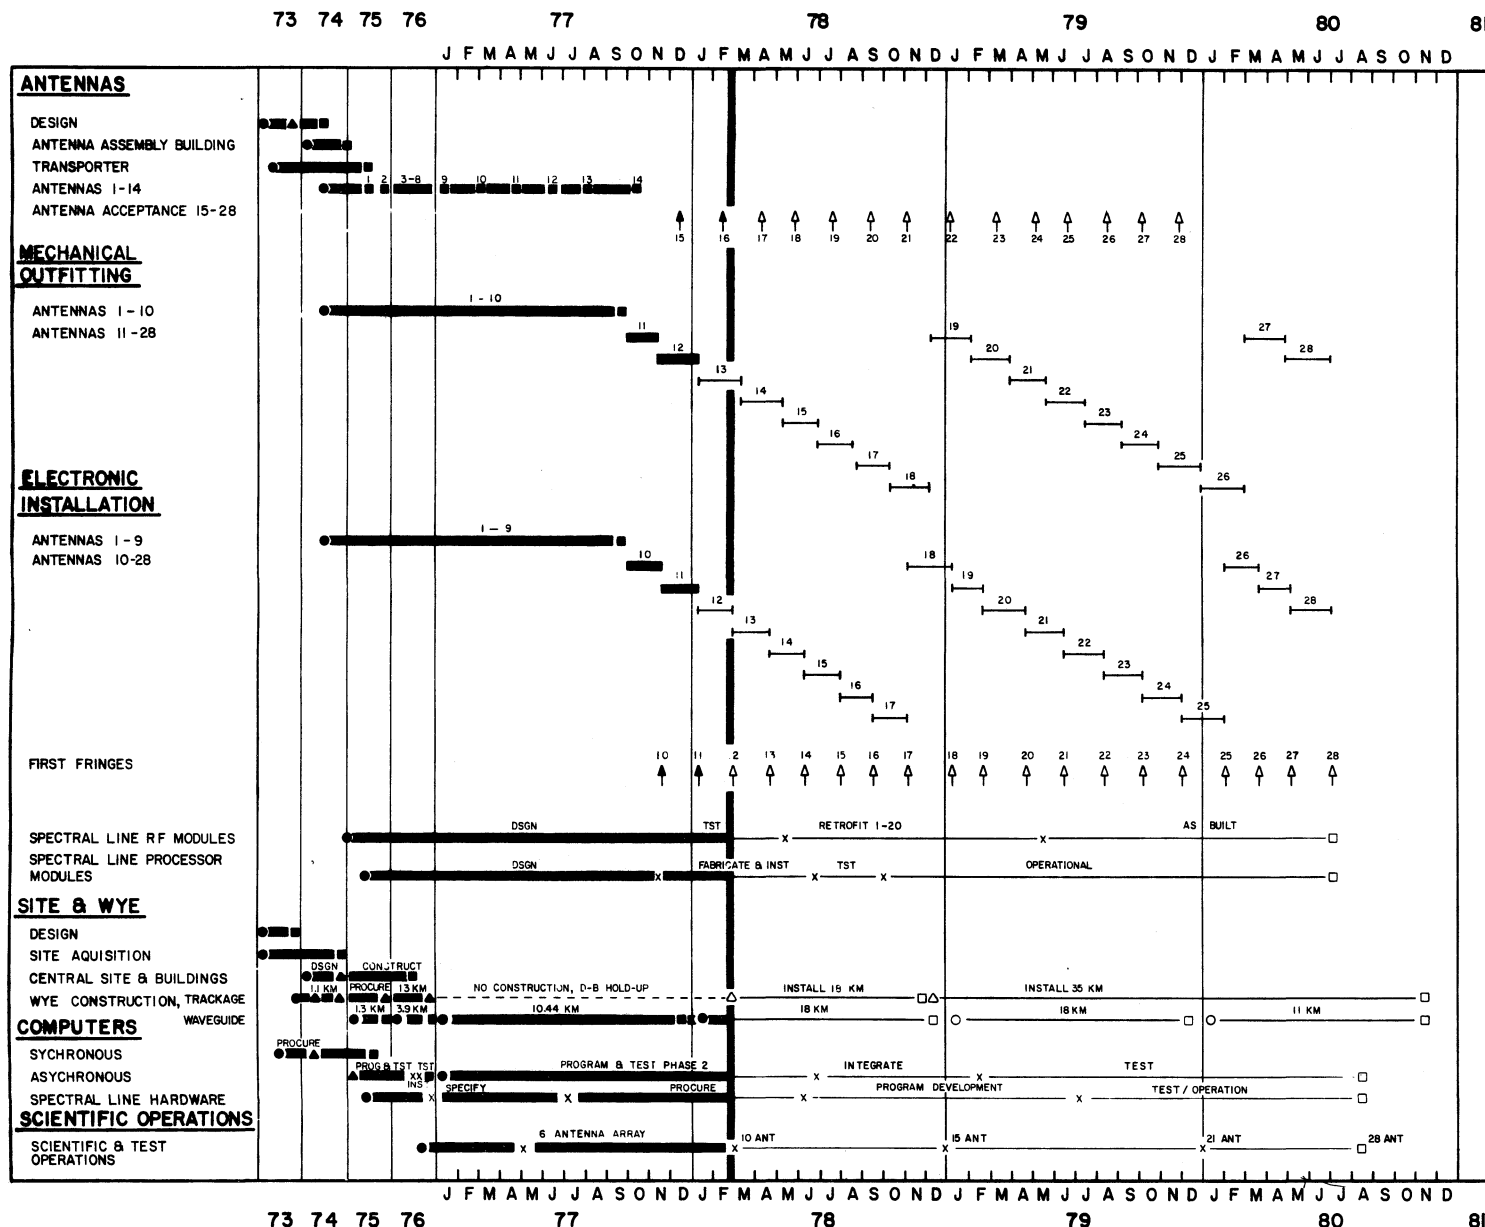 73 74 75 76 77 78 79 80 81
J F M A M J J A S O N D J F M A M J J A S O N D J F M A M J J A S O N D J F M A M J J A S O N D
ANTENNAS
DESIGN
ANTENNA ASSEMBLY BUILDING
TRANSPORTER
ANTENNAS 1-14 1 2 3-8 9 10 11 12 13 14
ANTENNA ACCEPTANCE 15-28
15 16 17 18 19 20 21 22 23 24 25 26 27 28
MECHANICAL
OUTFITTING
ANTENNAS 1-10 1-10
ANTENNAS 11-28 11 19 27
12 20 28
13 21
14 22
15 23
16 24
17 25
18 26
ELECTRONIC
INSTALLATION
ANTENNAS 1-9 1-9
ANTENNAS 10-28 10 18 26
11 19 27
12 20 28
13 21
14 22
15 23
16 24
17 25
FIRST FRINGES 10 11 2 13 14 15 16 17 18 19 20 21 22 23 24 25 26 27 28
SPECTRAL LINE RF MODULES DSGN TST RETROFIT 1-20 AS BUILT
SPECTRAL LINE PROCESSOR
MODULES DSGN FABRICATE & INST TST OPERATIONAL
SITE & WYE
DESIGN
SITE AQUISITION
CENTRAL SITE & BUILDINGS DSGN CONSTRUCT
WYE CONSTRUCTION, TRACKAGE 1.1 KM PROCURE 13 KM NO CONSTRUCTION, D-B HOLD-UP INSTALL 18 KM INSTALL 35 KM
WAVEGUIDE 1.3 KM 3.9 KM 10.44 KM 18 KM 18 KM 11 KM
COMPUTERS
SYCHRONOUS PROCURE
ASYCHRONOUS PROG & TST TST PROGRAM & TEST PHASE 2 INTEGRATE TEST
SPECTRAL LINE HARDWARE INST SPECIFY PROCURE PROGRAM DEVELOPMENT TEST / OPERATION
SCIENTIFIC OPERATIONS
SCIENTIFIC & TEST
OPERATIONS 6 ANTENNA ARRAY 10 ANT 15 ANT 21 ANT 28 ANT
J F M A M J J A S O N D J F M A M J J A S O N D J F M A M J J A S O N D J F M A M J J A S O N D
73 74 75 76 77 78 79 80 81